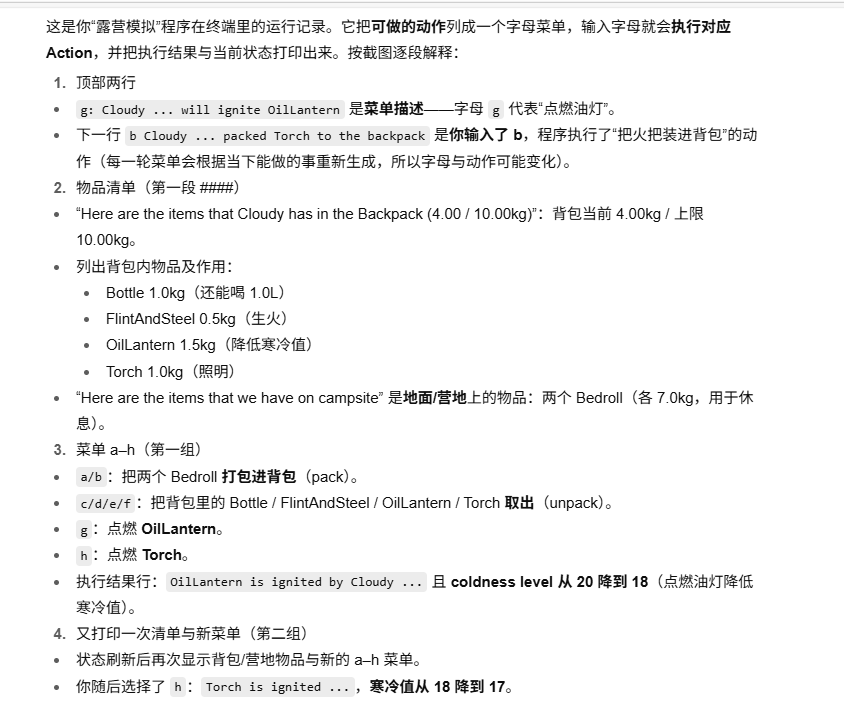 这是你“露营模拟”程序在终端里的运行记录。它把可做的动作列成一个字母菜单，输入字母就会执行对应
Action，并把执行结果与当前状态打印出来。按截图逐段解释：
1. 顶部两行
• g: Cloudy ... will ignite OilLantern 是菜单描述——字母 g 代表“点燃油灯”。
• 下一行 b Cloudy ... packed Torch to the backpack 是你输入了 b，程序执行了“把火把装进背包”的动
作（每一轮菜单会根据当下能做的事重新生成，所以字母与动作可能变化）。
2. 物品清单（第一段 ####）
• “Here are the items that Cloudy has in the Backpack (4.00 / 10.00kg)”：背包当前 4.00kg / 上限
10.00kg。
• 列出背包内物品及作用：
• Bottle 1.0kg（还能喝 1.0L）
• FlintAndSteel 0.5kg（生火）
• OilLantern 1.5kg（降低寒冷值）
• Torch 1.0kg（照明）
• “Here are the items that we have on campsite” 是地面/营地上的物品：两个 Bedroll（各 7.0kg，用于休
息）。
3. 菜单 a–h（第一组）
• a/b：把两个 Bedroll 打包进背包（pack）。
• c/d/e/f：把背包里的 Bottle / FlintAndSteel / OilLantern / Torch 取出（unpack）。
• g：点燃 OilLantern。
• h：点燃 Torch。
• 执行结果行：OilLantern is ignited by Cloudy ... 且 coldness level 从 20 降到 18（点燃油灯降低
寒冷值）。
4. 又打印一次清单与新菜单（第二组）
• 状态刷新后再次显示背包/营地物品与新的 a–h 菜单。
• 你随后选择了 h：Torch is ignited ...，寒冷值从 18 降到 17。